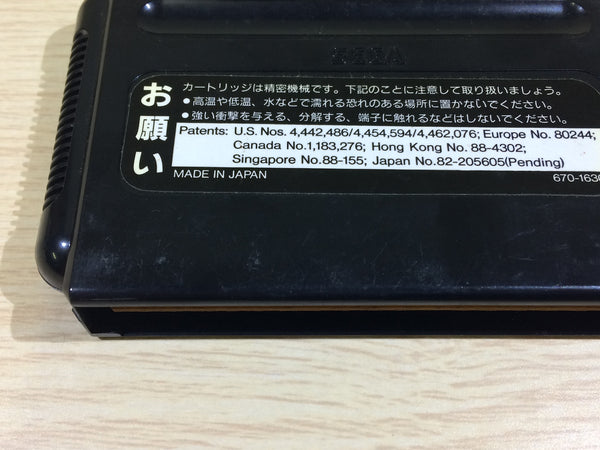 SEGA
お願い
カートリッジは精密機械です。下記のことに注意して取り扱いましょう。
●高温や低温、水などで濡れる恐れのある場所に置かないでください。
●強い衝撃を与える、分解する、端子に触れるなどはしないでください。
Patents: U.S. Nos. 4,442,486/4,454,594/4,462,076; Europe No. 80244;
Canada No.1,183,276; Hong Kong No. 88-4302;
Singapore No.88-155; Japan No.82-205605(Pending)
MADE IN JAPAN
670-1630